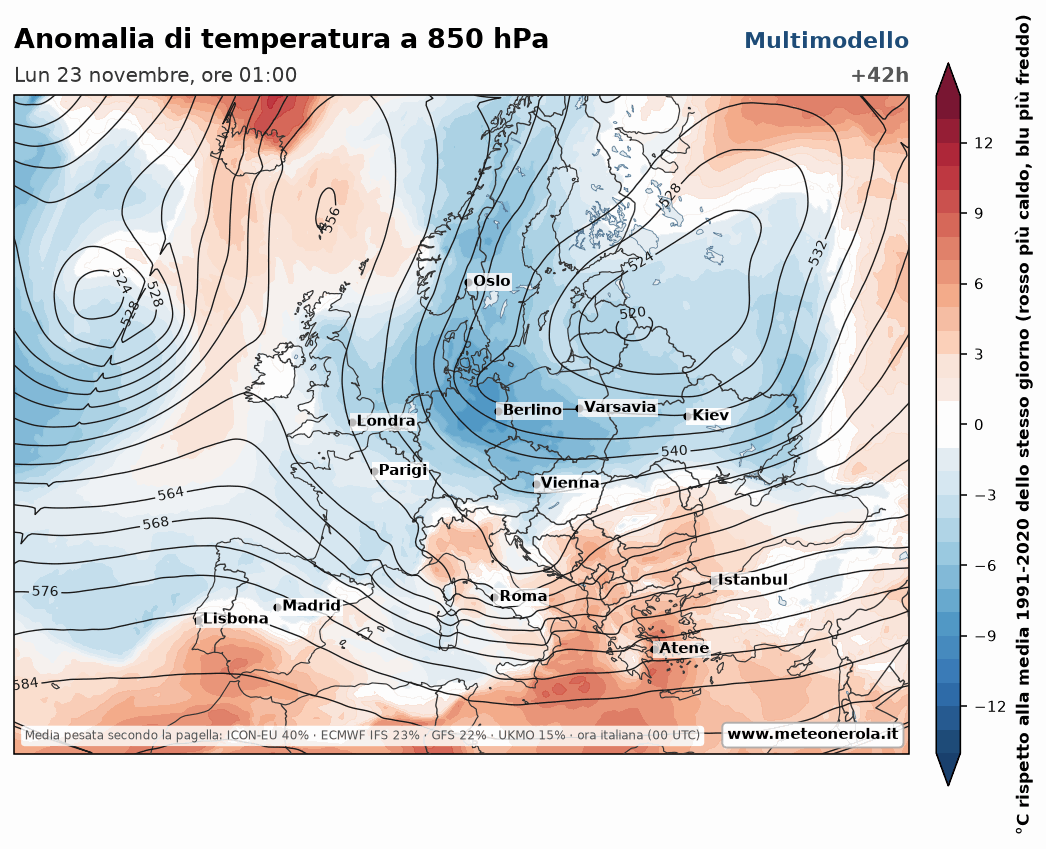 Anomalia di temperatura a 850 hPa
Multimodello
Lun 23 novembre, ore 01:00
+42h
556
528
524
528
528
524
532
520
Oslo
Berlino
Varsavia
Kiev
Londra
540
Parigi
Vienna
564
568
576
Istanbul
Roma
Madrid
Lisbona
Atene
584
Media pesata secondo la pagella: ICON-EU 40% · ECMWF IFS 23% · GFS 22% · UKMO 15% · ora italiana (00 UTC)
www.meteonerola.it
12
9
6
3
0
−3
−6
−9
−12
°C rispetto alla media 1991-2020 dello stesso giorno (rosso più caldo, blu più freddo)